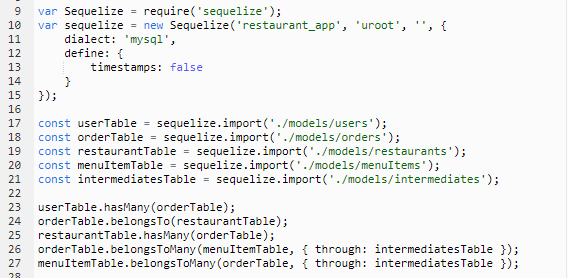 9 var Sequelize = require('sequelize');
10 var sequelize = new Sequelize('restaurant_app', 'uroot', '', {
11     dialect: 'mysql',
12     define: {
13         timestamps: false
14     }
15 });
16
17 const userTable = sequelize.import('./models/users');
18 const orderTable = sequelize.import('./models/orders');
19 const restaurantTable = sequelize.import('./models/restaurants');
20 const menuItemTable = sequelize.import('./models/menuItems');
21 const intermediatesTable = sequelize.import('./models/intermediates');
22
23 userTable.hasMany(orderTable);
24 orderTable.belongsTo(restaurantTable);
25 restaurantTable.hasMany(orderTable);
26 orderTable.belongsToMany(menuItemTable, { through: intermediatesTable });
27 menuItemTable.belongsToMany(orderTable, { through: intermediatesTable });